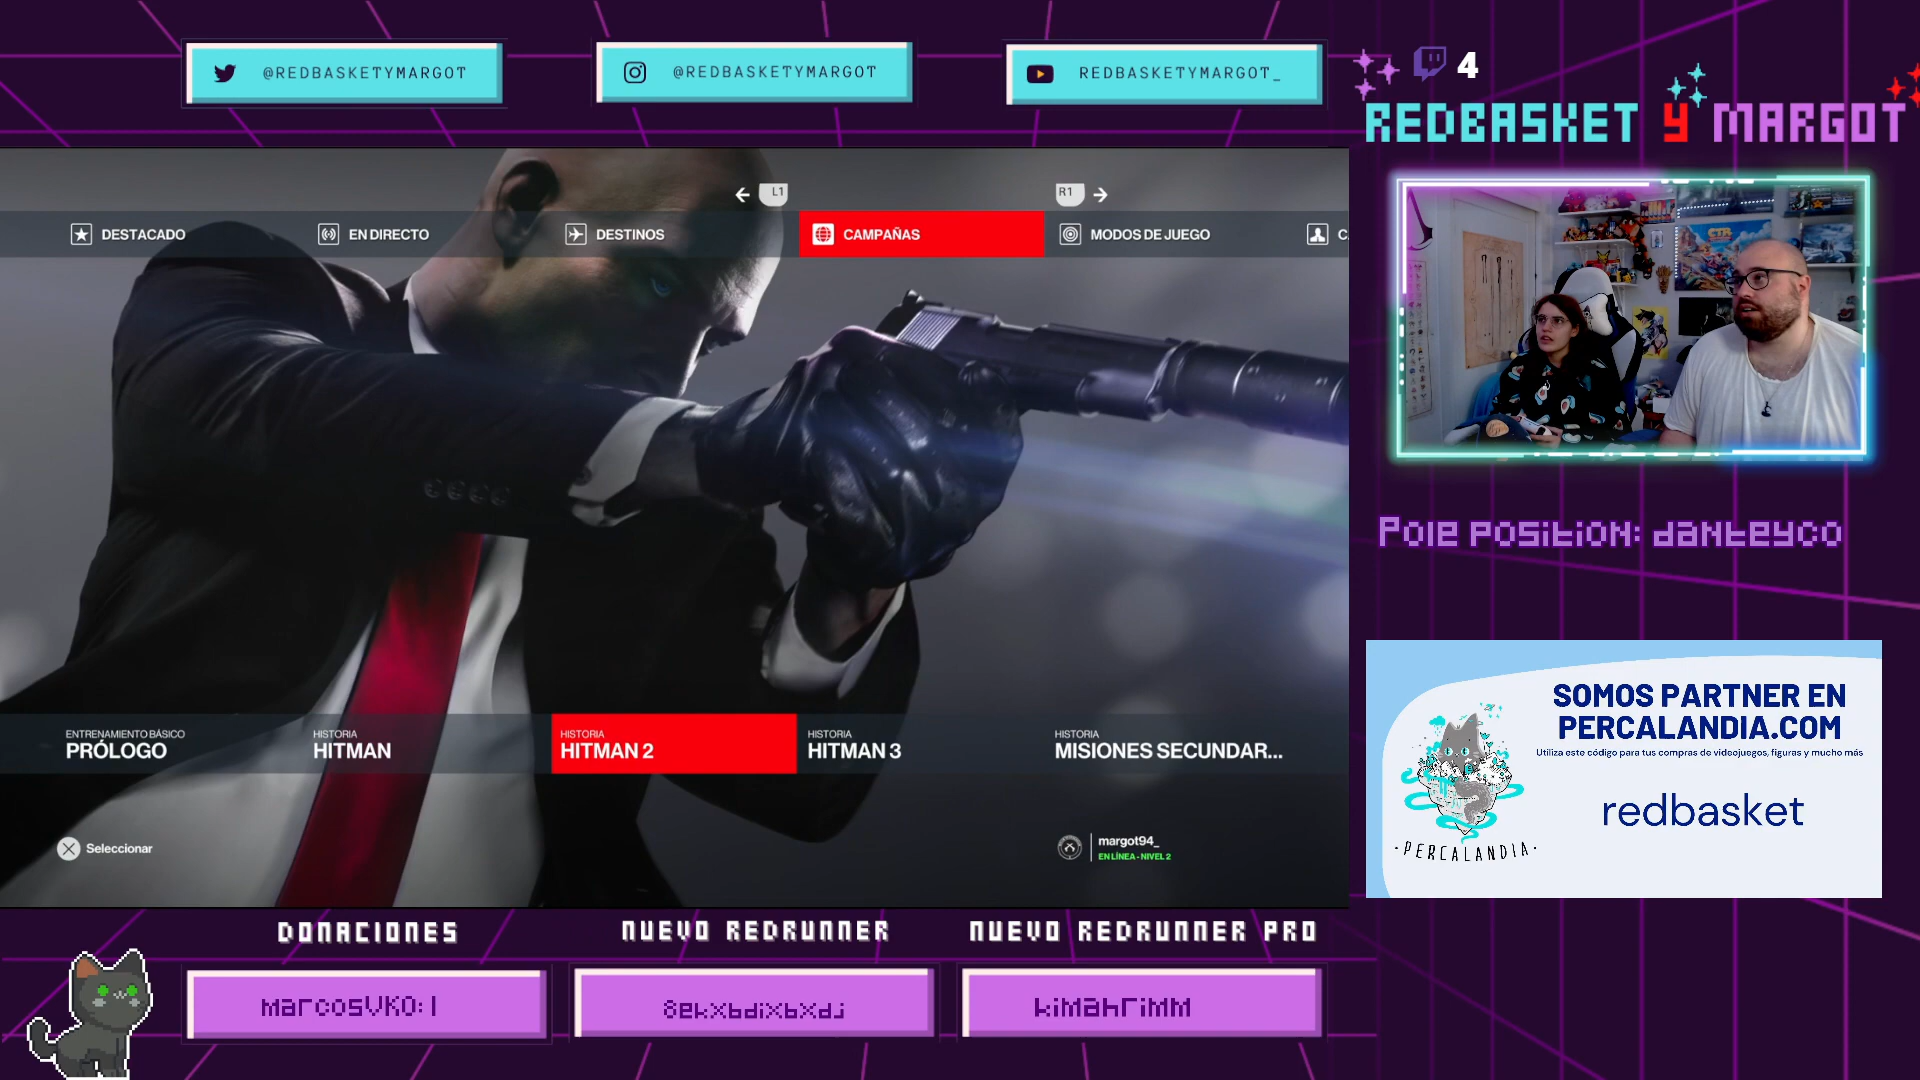 @REDBASKETYMARGOT
@REDBASKETYMARGOT
REDBASKETYMARGOT_
4
REDBASKET Y MARGOT
L1
R1
DESTACADO
EN DIRECTO
DESTINOS
CAMPAÑAS
MODOS DE JUEGO
C
Pole position: danteyco
ENTRENAMIENTO BÁSICO
PRÓLOGO
HISTORIA
HITMAN
HISTORIA
HITMAN 2
HISTORIA
HITMAN 3
HISTORIA
MISIONES SECUNDAR...
Seleccionar
margot94_
EN LÍNEA - NIVEL 2
SOMOS PARTNER EN
PERCALANDIA.COM
Utiliza este código para tus compras de videojuegos, figuras y mucho más
redbasket
·PERCALANDIA·
DONACIONES
NUEVO REDRUNNER
NUEVO REDRUNNER PRO
marcosVKO: 1
8ekxbdixbxdj
kimahrimm